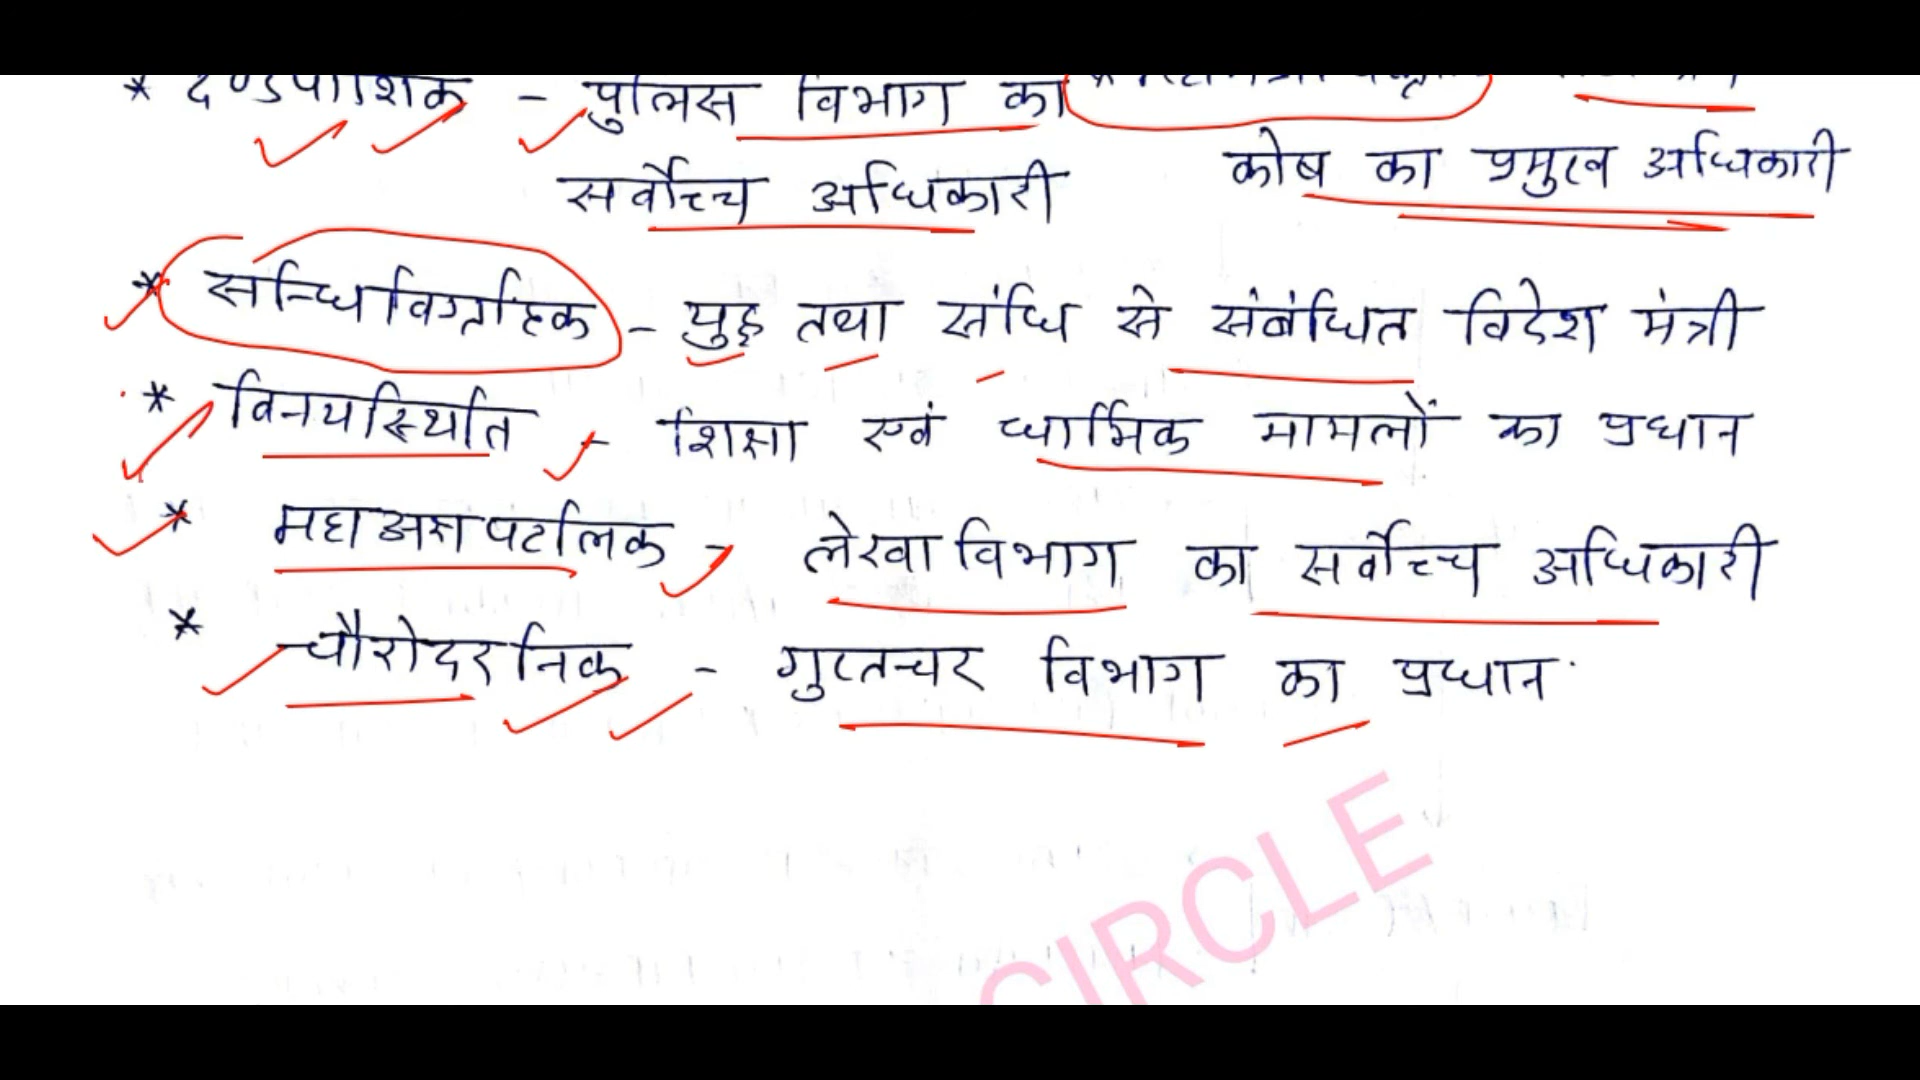 * दण्डपाशिक - पुलिस विभाग का
सर्वोच्च अधिकारी
कोष का प्रमुख अधिकारी
* सन्धिविग्रहिक - युद्ध तथा संधि से संबंधित विदेश मंत्री
* विनयस्थिति - शिक्षा एवं धार्मिक मामलों का प्रधान
* महाअक्षपटलिक - लेखा विभाग का सर्वोच्च अधिकारी
* चौरोदरनिक - गुप्तचर विभाग का प्रधान
CIRCLE